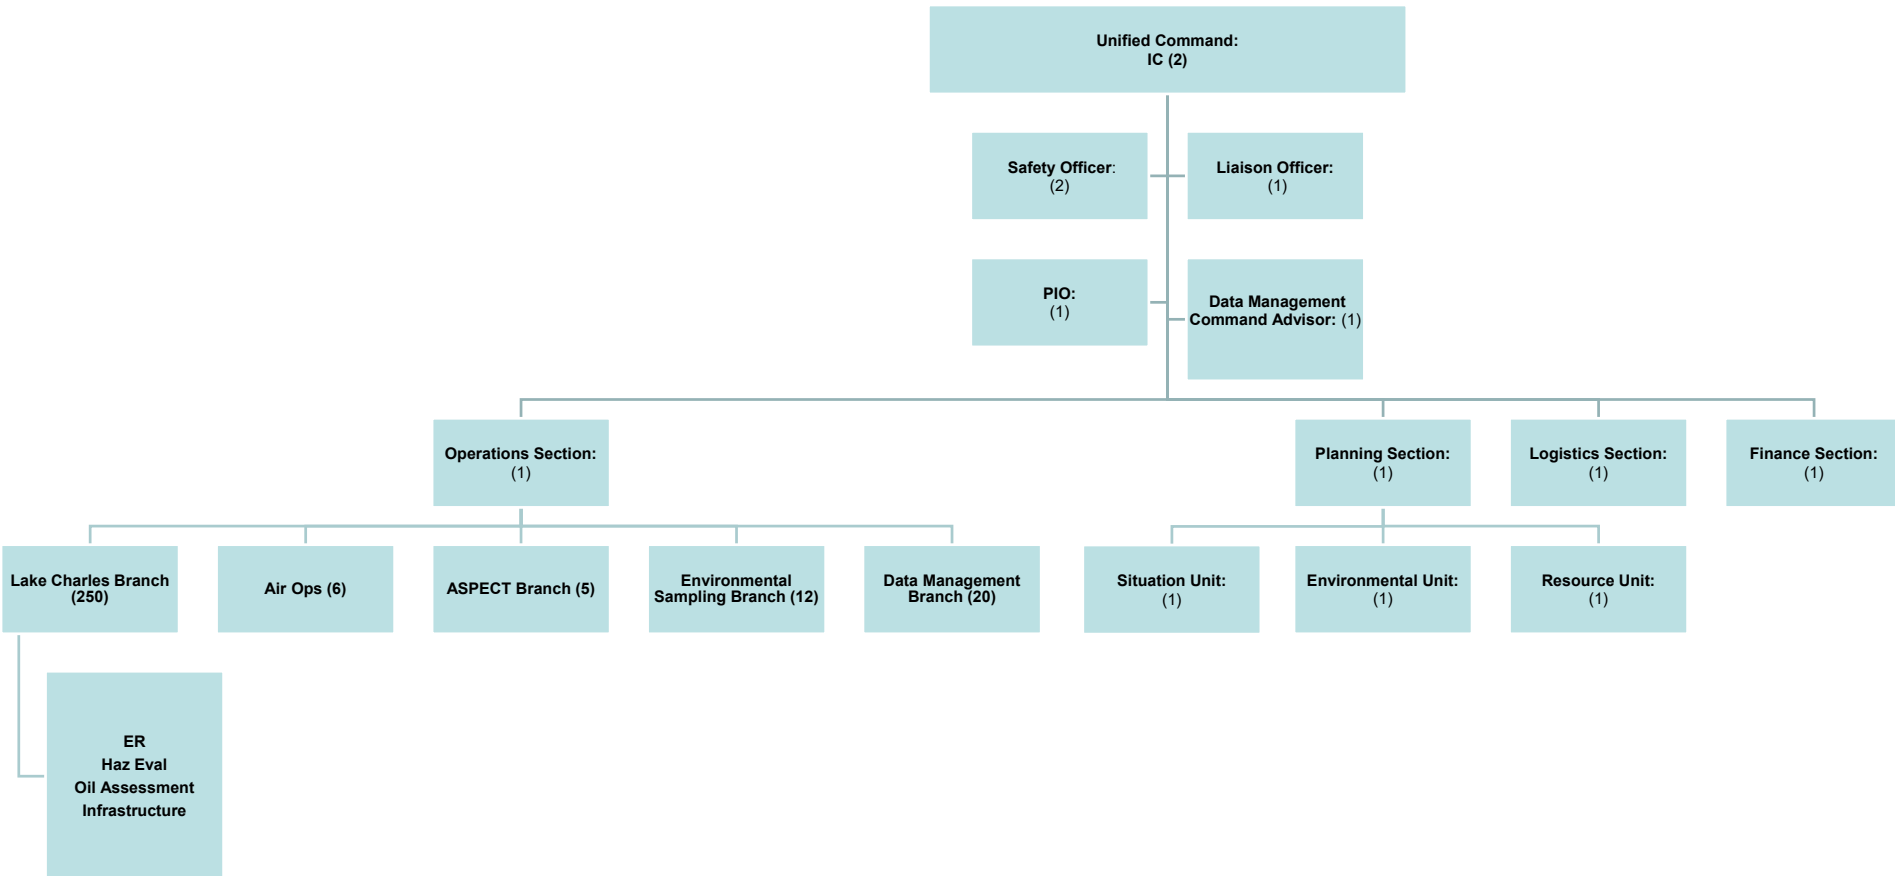 Unified Command:
IC (2)
Safety Officer:
(2)
Liaison Officer:
(1)
PIO:
(1)
Data Management
Command Advisor: (1)
Operations Section:
(1)
Planning Section:
(1)
Logistics Section:
(1)
Finance Section:
(1)
Lake Charles Branch
(250)
Air Ops (6)
ASPECT Branch (5)
Environmental
Sampling Branch (12)
Data Management
Branch (20)
Situation Unit:
(1)
Environmental Unit:
(1)
Resource Unit:
(1)
ER
Haz Eval
Oil Assessment
Infrastructure